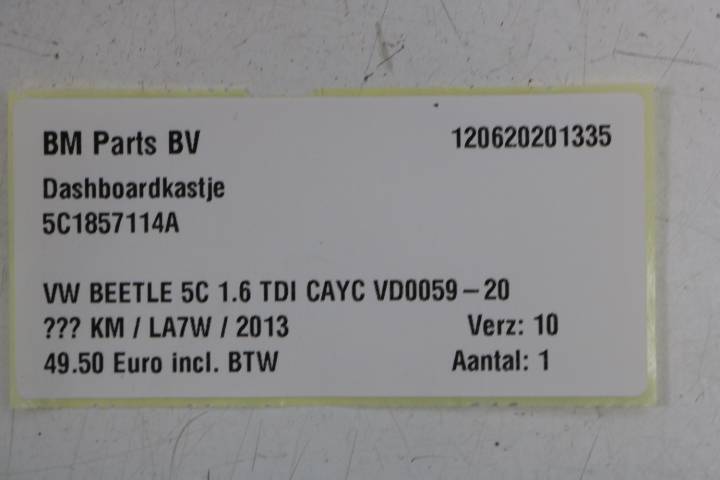 BM Parts BV 120620201335
Dashboardkastje
5C1857114A
VW BEETLE 5C 1.6 TDI CAYC VD0059-20
??? KM / LA7W / 2013 Verz: 10
49.50 Euro incl. BTW Aantal: 1